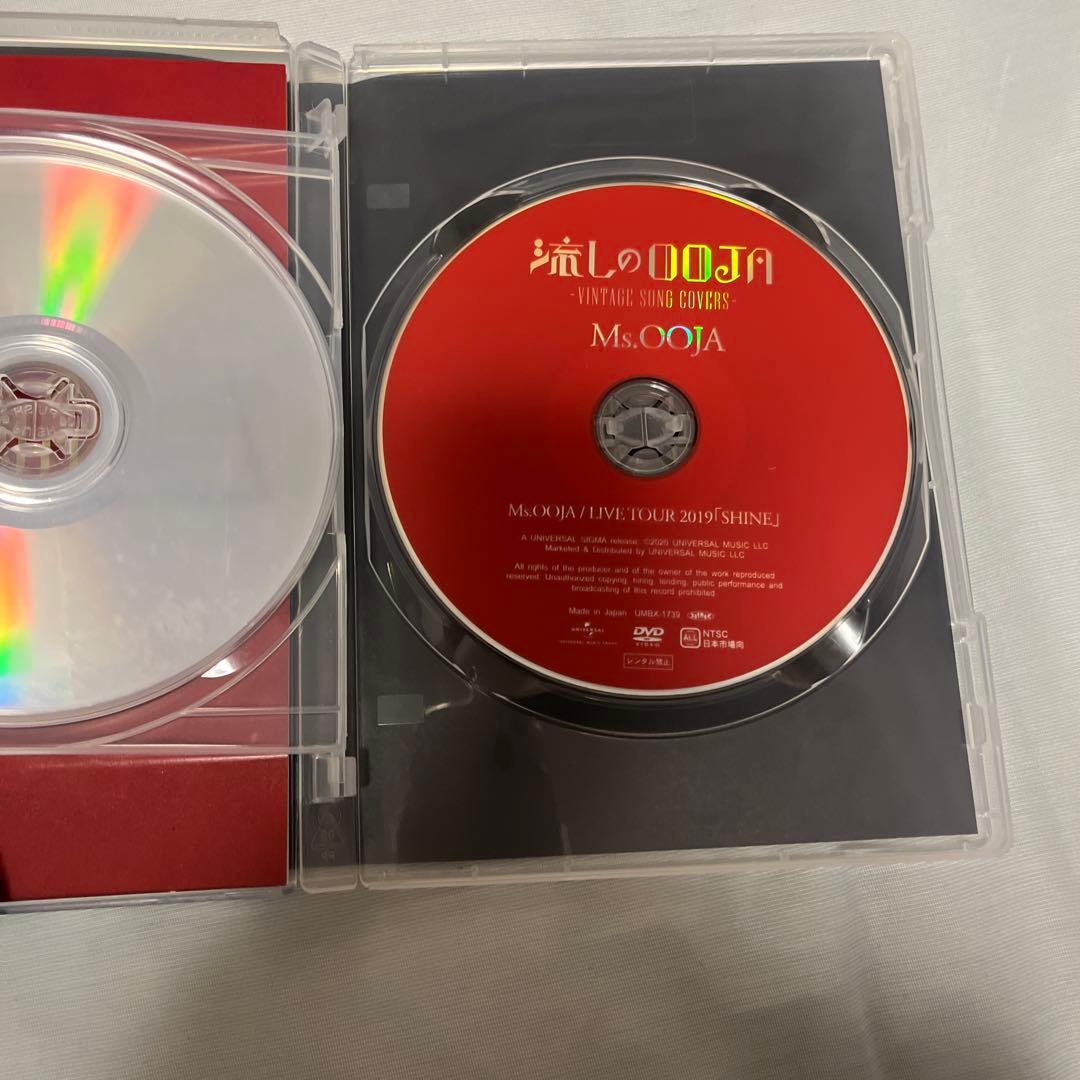 流しのOOJA
-VINTAGE SONG COVERS-
Ms.OOJA
Ms.OOJA / LIVE TOUR 2019「SHINE」
A UNIVERSAL SIGMA release. ©2020 UNIVERSAL MUSIC LLC
Marketed & Distributed by UNIVERSAL MUSIC LLC
All rights of the producer and of the owner of the work reproduced
reserved. Unauthorized copying, hiring, lending, public performance and
broadcasting of this record prohibited.
Made in Japan UMBX-1739
UNIVERSAL
DVD
VIDEO
ALL
NTSC
日本市場向
レンタル禁止